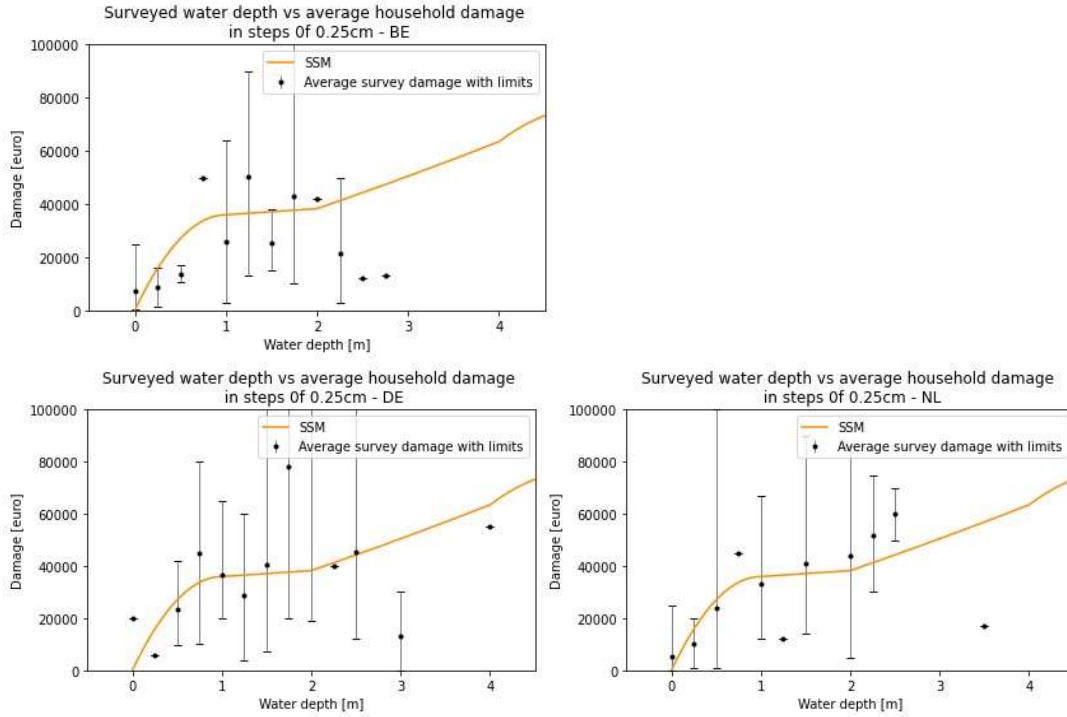 Surveyed water depth vs average household damage
in steps 0f 0.25cm - BE
100000
80000
60000
40000
20000
0
Damage [euro]
SSM
Average survey damage with limits
0 1 2 3 4
Water depth [m]
Surveyed water depth vs average household damage
in steps 0f 0.25cm - DE
100000
80000
60000
40000
20000
0
Damage [euro]
SSM
Average survey damage with limits
0 1 2 3 4
Water depth [m]
Surveyed water depth vs average household damage
in steps 0f 0.25cm - NL
100000
80000
60000
40000
20000
0
Damage [euro]
SSM
Average survey damage with limits
0 1 2 3 4
Water depth [m]